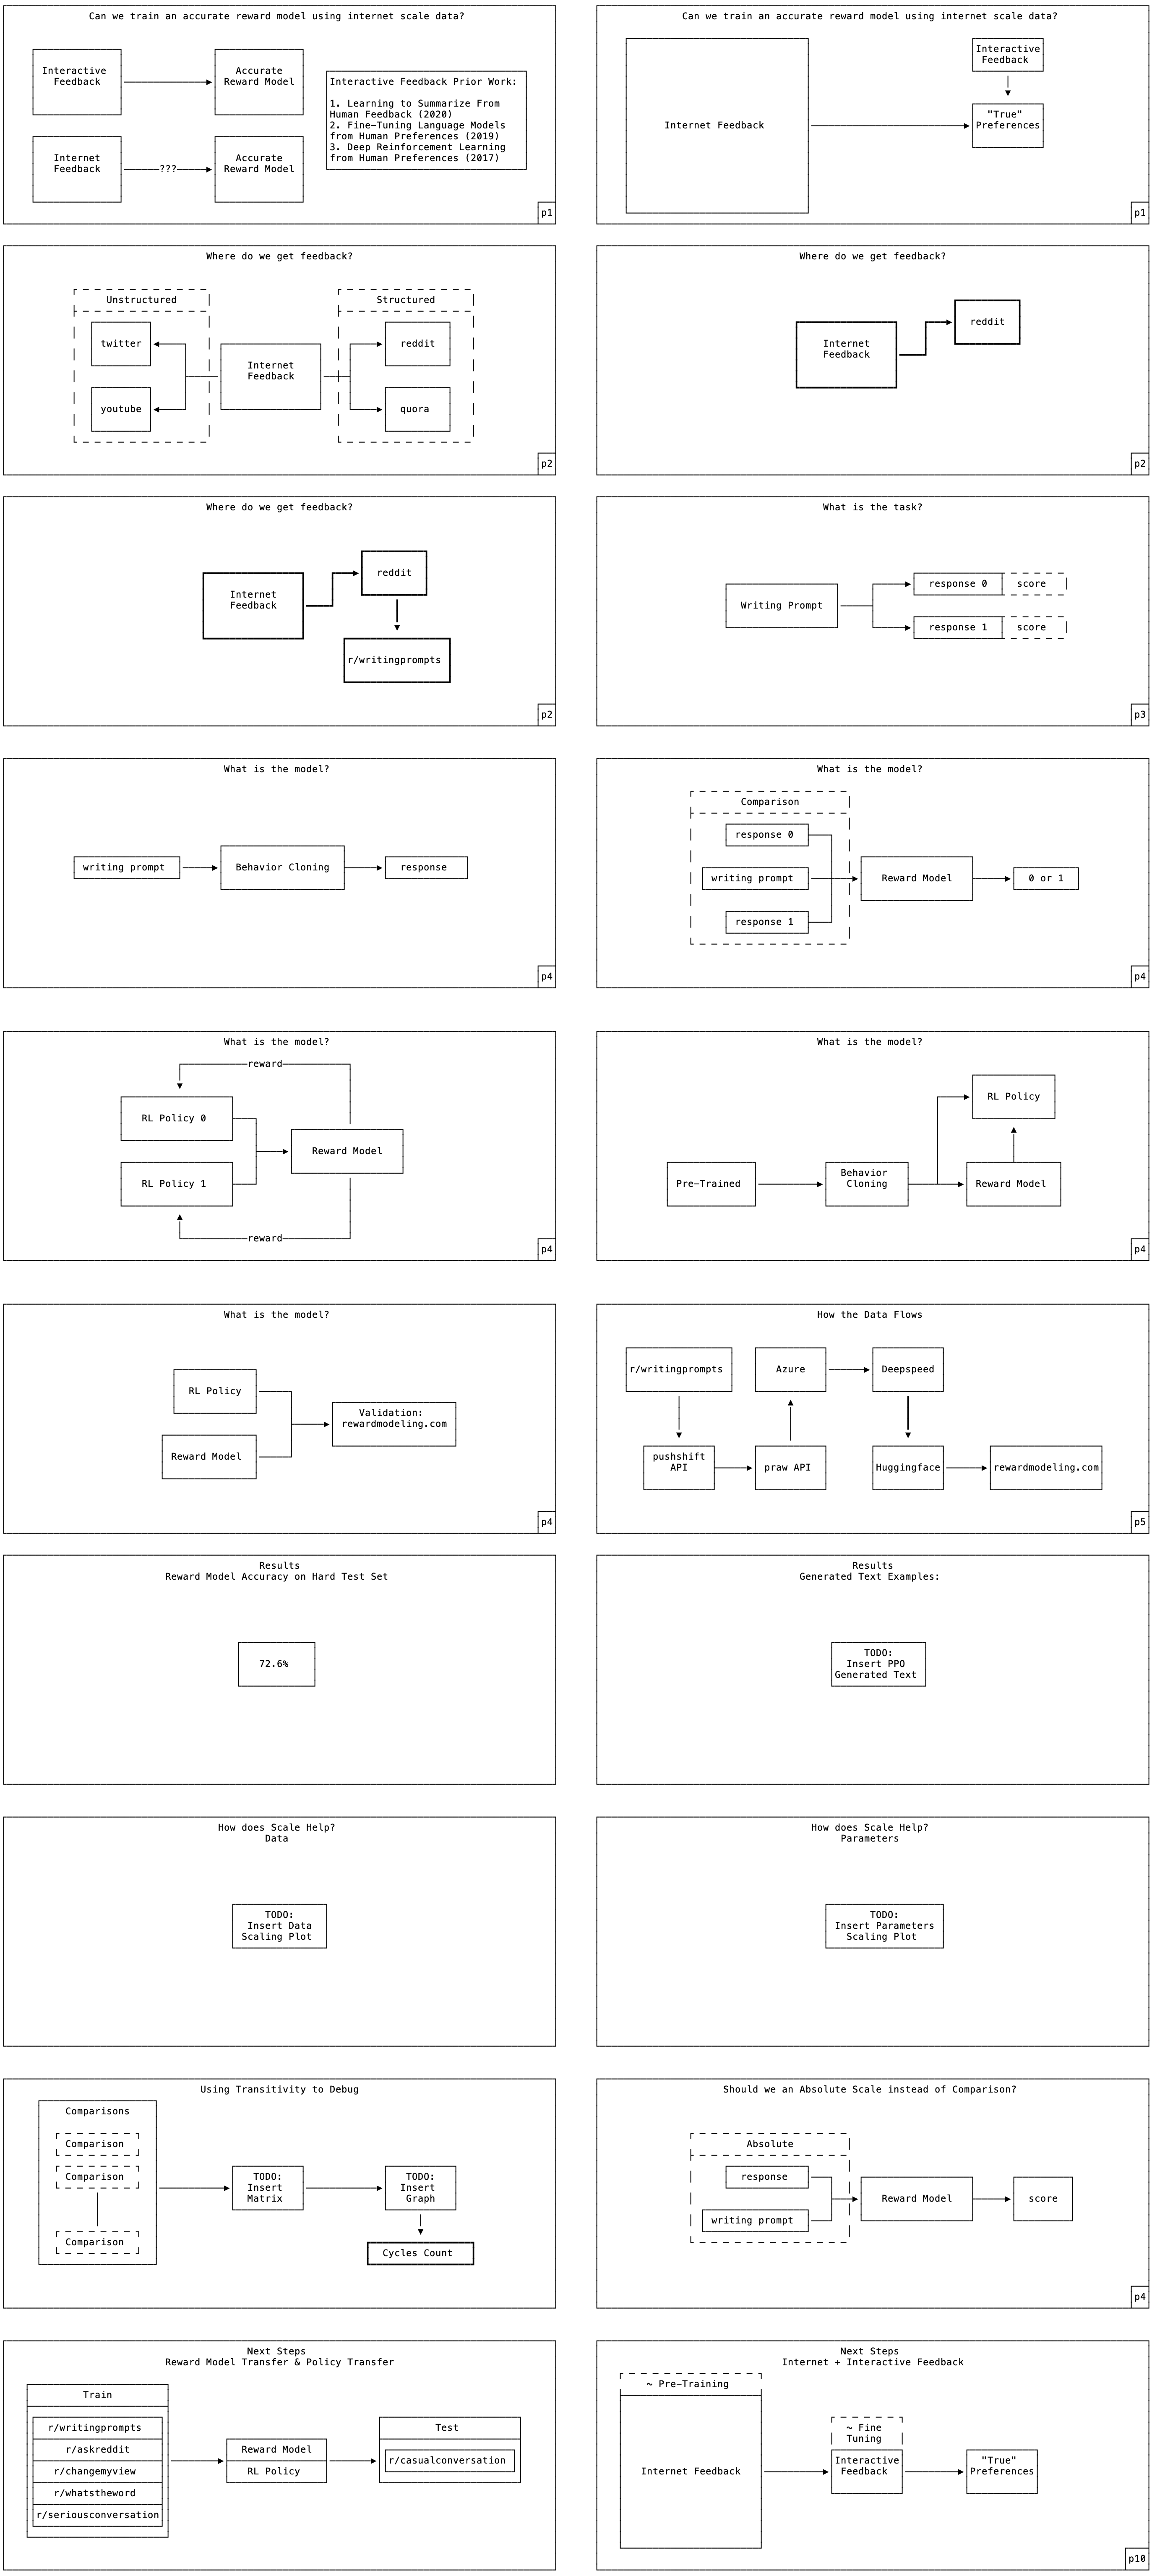 Can we train an accurate reward model using internet scale data?
Interactive
Feedback
Accurate
Reward Model
Interactive Feedback Prior Work:
1. Learning to Summarize From
Human Feedback (2020)
2. Fine-Tuning Language Models
from Human Preferences (2019)
3. Deep Reinforcement Learning
from Human Preferences (2017)
Internet
Feedback
???
Accurate
Reward Model
p1
Can we train an accurate reward model using internet scale data?
Interactive
Feedback
Internet Feedback
"True"
Preferences
p1
Where do we get feedback?
Unstructured
Structured
twitter
reddit
Internet
Feedback
youtube
quora
p2
Where do we get feedback?
reddit
Internet
Feedback
p2
Where do we get feedback?
reddit
Internet
Feedback
r/writingprompts
p2
What is the task?
response 0 score
Writing Prompt
response 1 score
p3
What is the model?
writing prompt
Behavior Cloning
response
p4
What is the model?
Comparison
response 0
writing prompt
Reward Model
0 or 1
response 1
p4
What is the model?
reward
RL Policy 0
Reward Model
RL Policy 1
reward
p4
What is the model?
RL Policy
Pre-Trained
Behavior
Cloning
Reward Model
p4
What is the model?
RL Policy
Validation:
rewardmodeling.com
Reward Model
p4
How the Data Flows
r/writingprompts
Azure
Deepspeed
pushshift
API
praw API
Huggingface
rewardmodeling.com
p5
Results
Reward Model Accuracy on Hard Test Set
72.6%
Results
Generated Text Examples:
TODO:
Insert PPO
Generated Text
How does Scale Help?
Data
TODO:
Insert Data
Scaling Plot
How does Scale Help?
Parameters
TODO:
Insert Parameters
Scaling Plot
Using Transitivity to Debug
Comparisons
Comparison
Comparison
Comparison
TODO:
Insert
Matrix
TODO:
Insert
Graph
Cycles Count
Should we an Absolute Scale instead of Comparison?
Absolute
response
writing prompt
Reward Model
score
p4
Next Steps
Reward Model Transfer & Policy Transfer
Train
r/writingprompts
r/askreddit
r/changemyview
r/whatstheword
r/seriousconversation
Reward Model
RL Policy
Test
r/casualconversation
Next Steps
Internet + Interactive Feedback
~ Pre-Training
Internet Feedback
~ Fine
Tuning
Interactive
Feedback
"True"
Preferences
p10